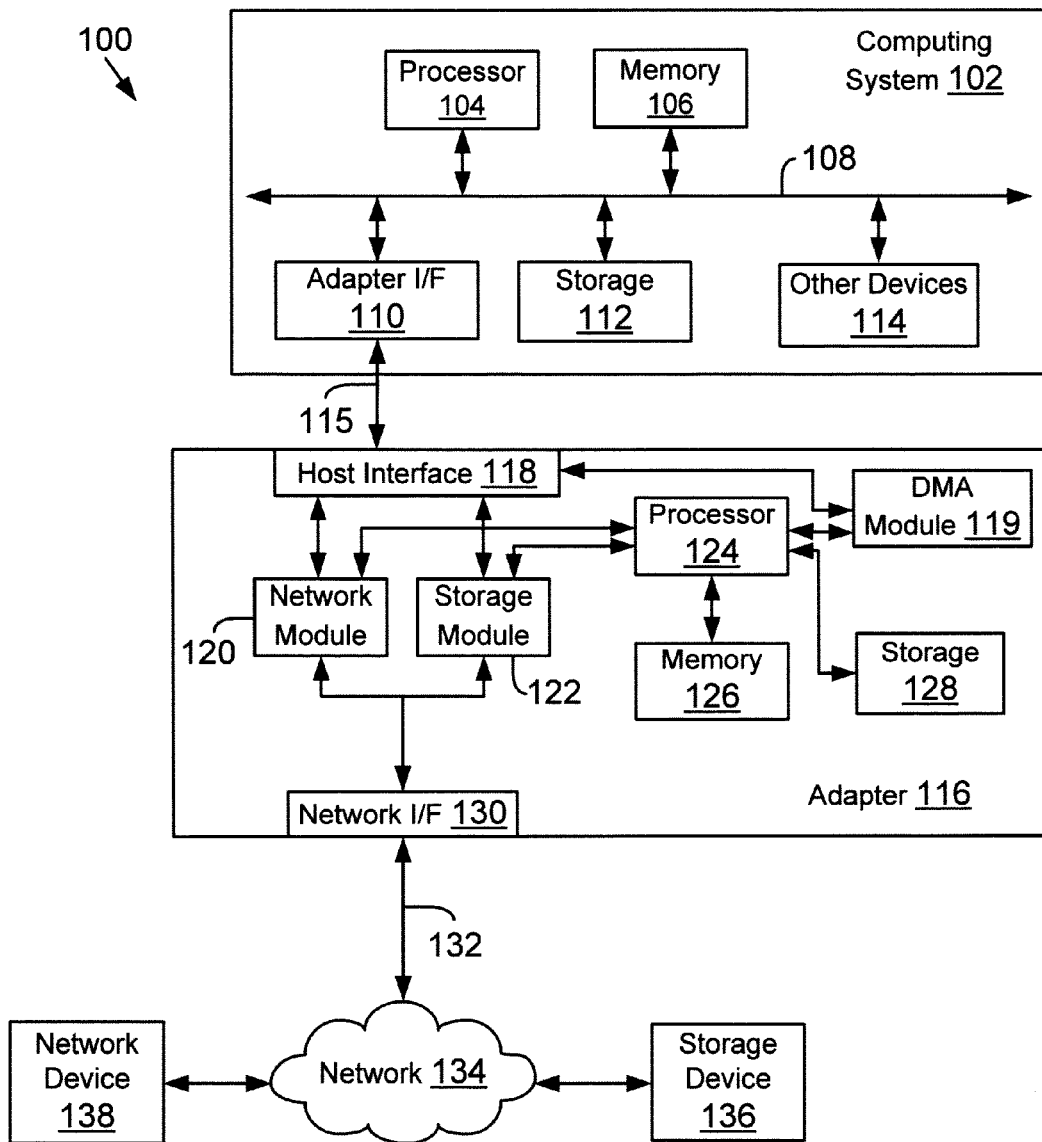 100
Computing
System 102
Processor
104
Memory
106
108
Adapter I/F
110
Storage
112
Other Devices
114
115
Host Interface 118
DMA
Module 119
Processor
124
Network
Module
120
Storage
Module
122
Memory
126
Storage
128
Network I/F 130
Adapter 116
132
Network
Device
138
Network 134
Storage
Device
136